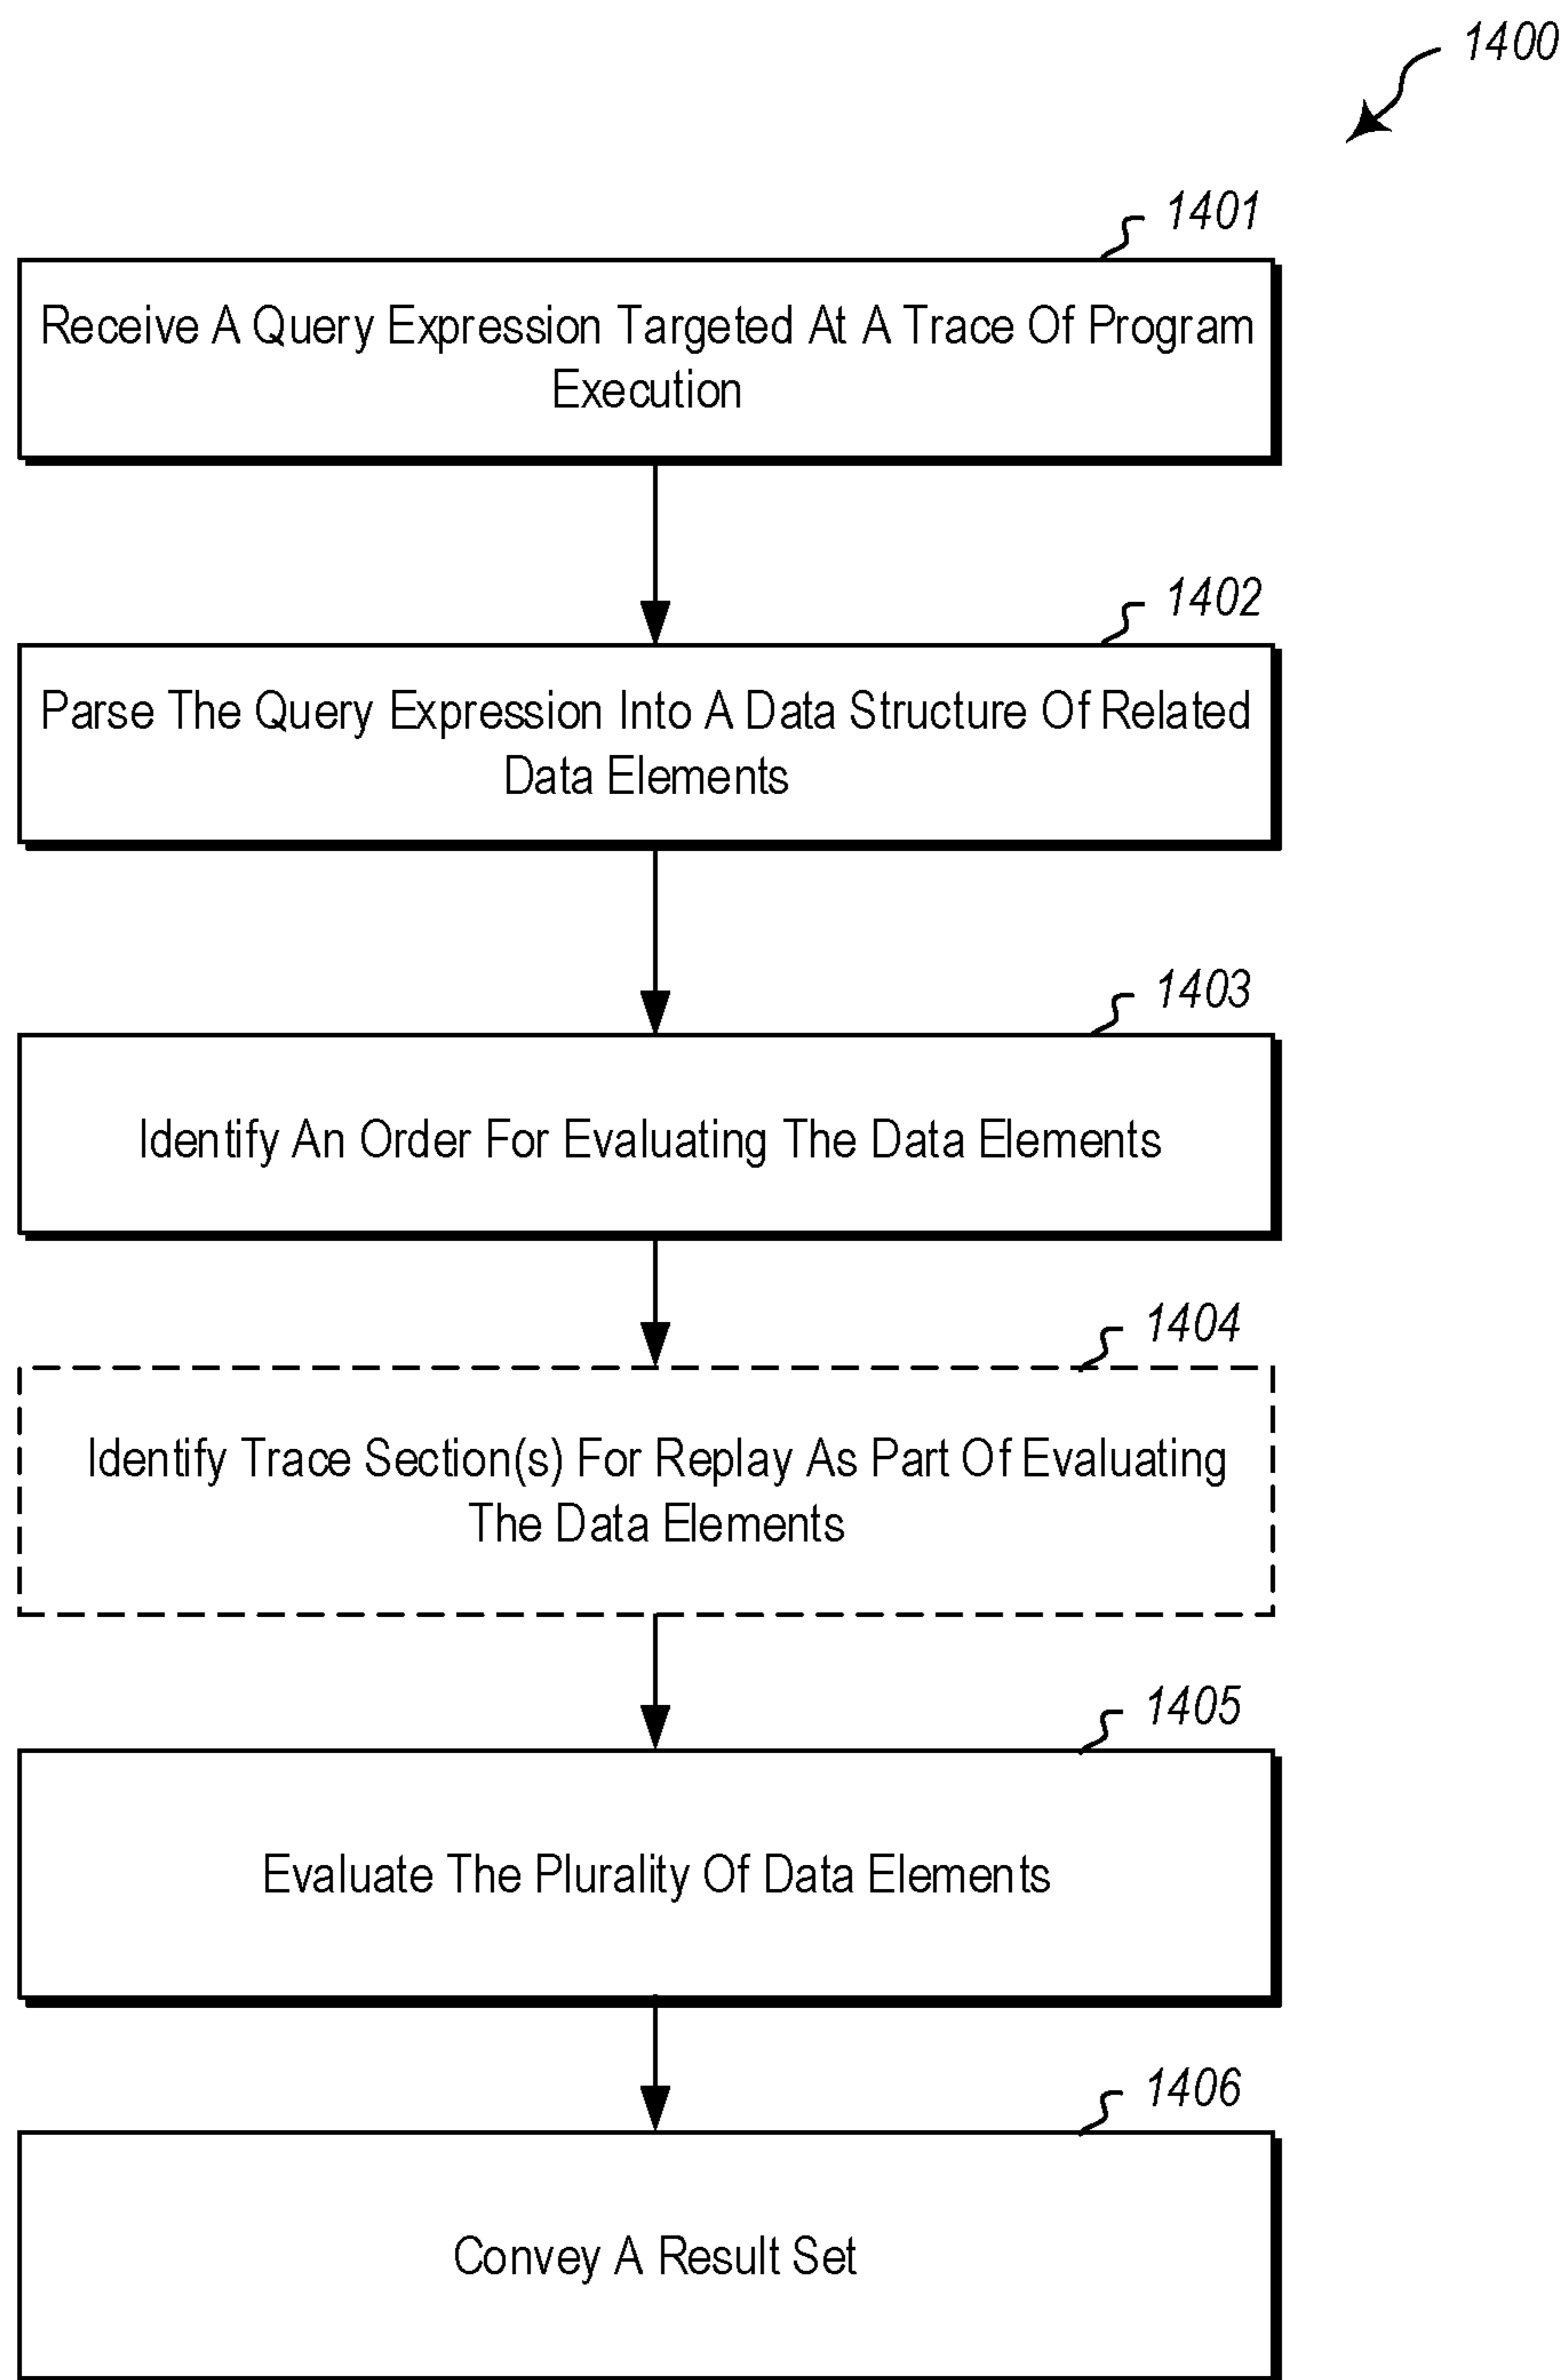 1400
1401
Receive A Query Expression Targeted At A Trace Of Program
Execution
1402
Parse The Query Expression Into A Data Structure Of Related
Data Elements
1403
Identify An Order For Evaluating The Data Elements
1404
Identify Trace Section(s) For Replay As Part Of Evaluating
The Data Elements
1405
Evaluate The Plurality Of Data Elements
1406
Convey A Result Set